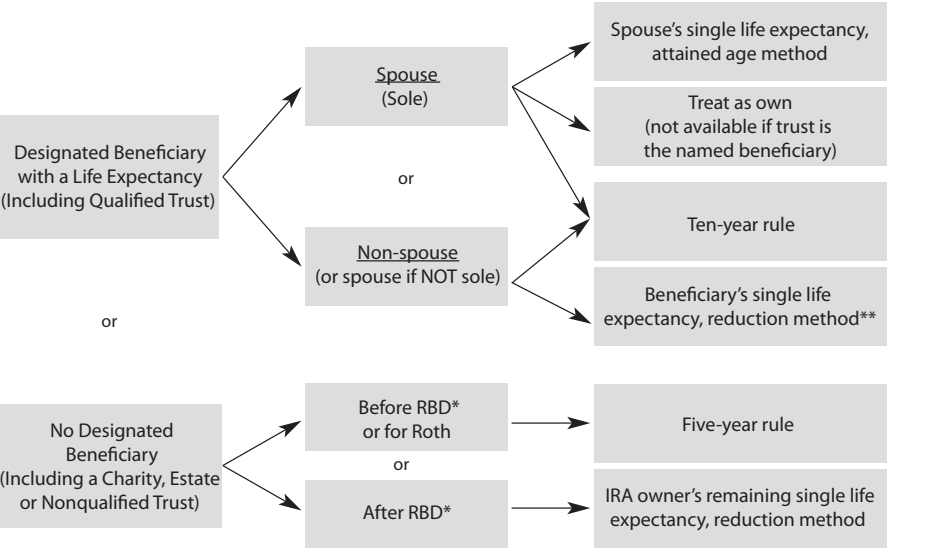 Designated Beneficiary
with a Life Expectancy
(Including Qualified Trust)
or
No Designated
Beneficiary
(Including a Charity, Estate
or Nonqualified Trust)
Spouse
(Sole)
or
Non-spouse
(or spouse if NOT sole)
Before RBD*
or for Roth
or
After RBD*
Spouse's single life expectancy,
attained age method
Treat as own
(not available if trust is
the named beneficiary)
Ten-year rule
Beneficiary's single life
expectancy, reduction method**
Five-year rule
IRA owner's remaining single life
expectancy, reduction method